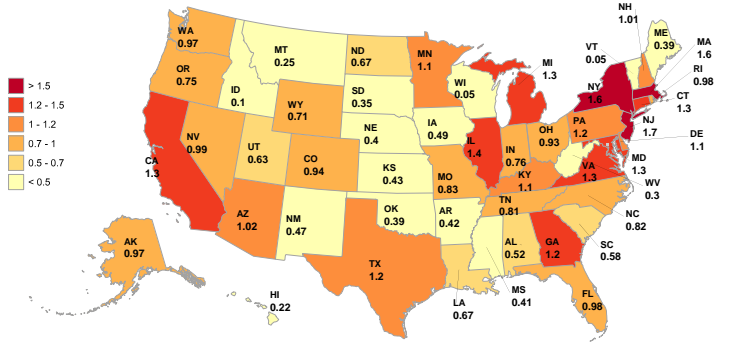 NH
1.01
WA
0.97
ME
0.39
MA
1.6
VT
0.05
MT
0.25
ND
0.67
MN
1.1
MI
1.3
RI
0.98
OR
0.75
ID
0.1
SD
0.35
WI
0.05
NY
1.6
CT
1.3
> 1.5
1.2 - 1.5
1 - 1.2
0.7 - 1
0.5 - 0.7
< 0.5
WY
0.71
NE
0.4
IA
0.49
PA
1.2
NJ
1.7
DE
1.1
NV
0.99
UT
0.63
CO
0.94
IL
1.4
IN
0.76
OH
0.93
MD
1.3
CA
1.3
KS
0.43
MO
0.83
KY
1.1
VA
1.3
WV
0.3
AZ
1.02
NM
0.47
OK
0.39
AR
0.42
TN
0.81
NC
0.82
AK
0.97
TX
1.2
AL
0.52
GA
1.2
SC
0.58
HI
0.22
LA
0.67
MS
0.41
FL
0.98